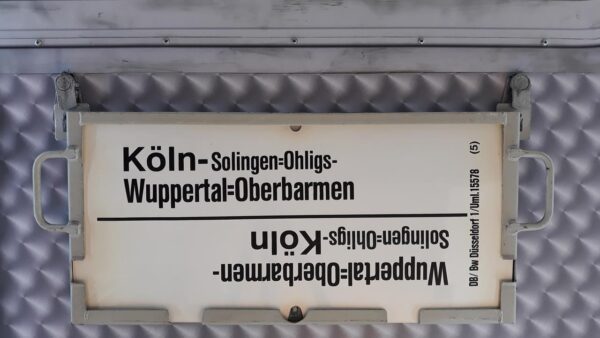 Köln-Solingen=Ohligs-
Wuppertal=Oberbarmen
Wuppertal=Oberbarmen-
Solingen=Ohligs-Köln
DB/ Bw Düsseldorf 1/Uml.15578 (5)